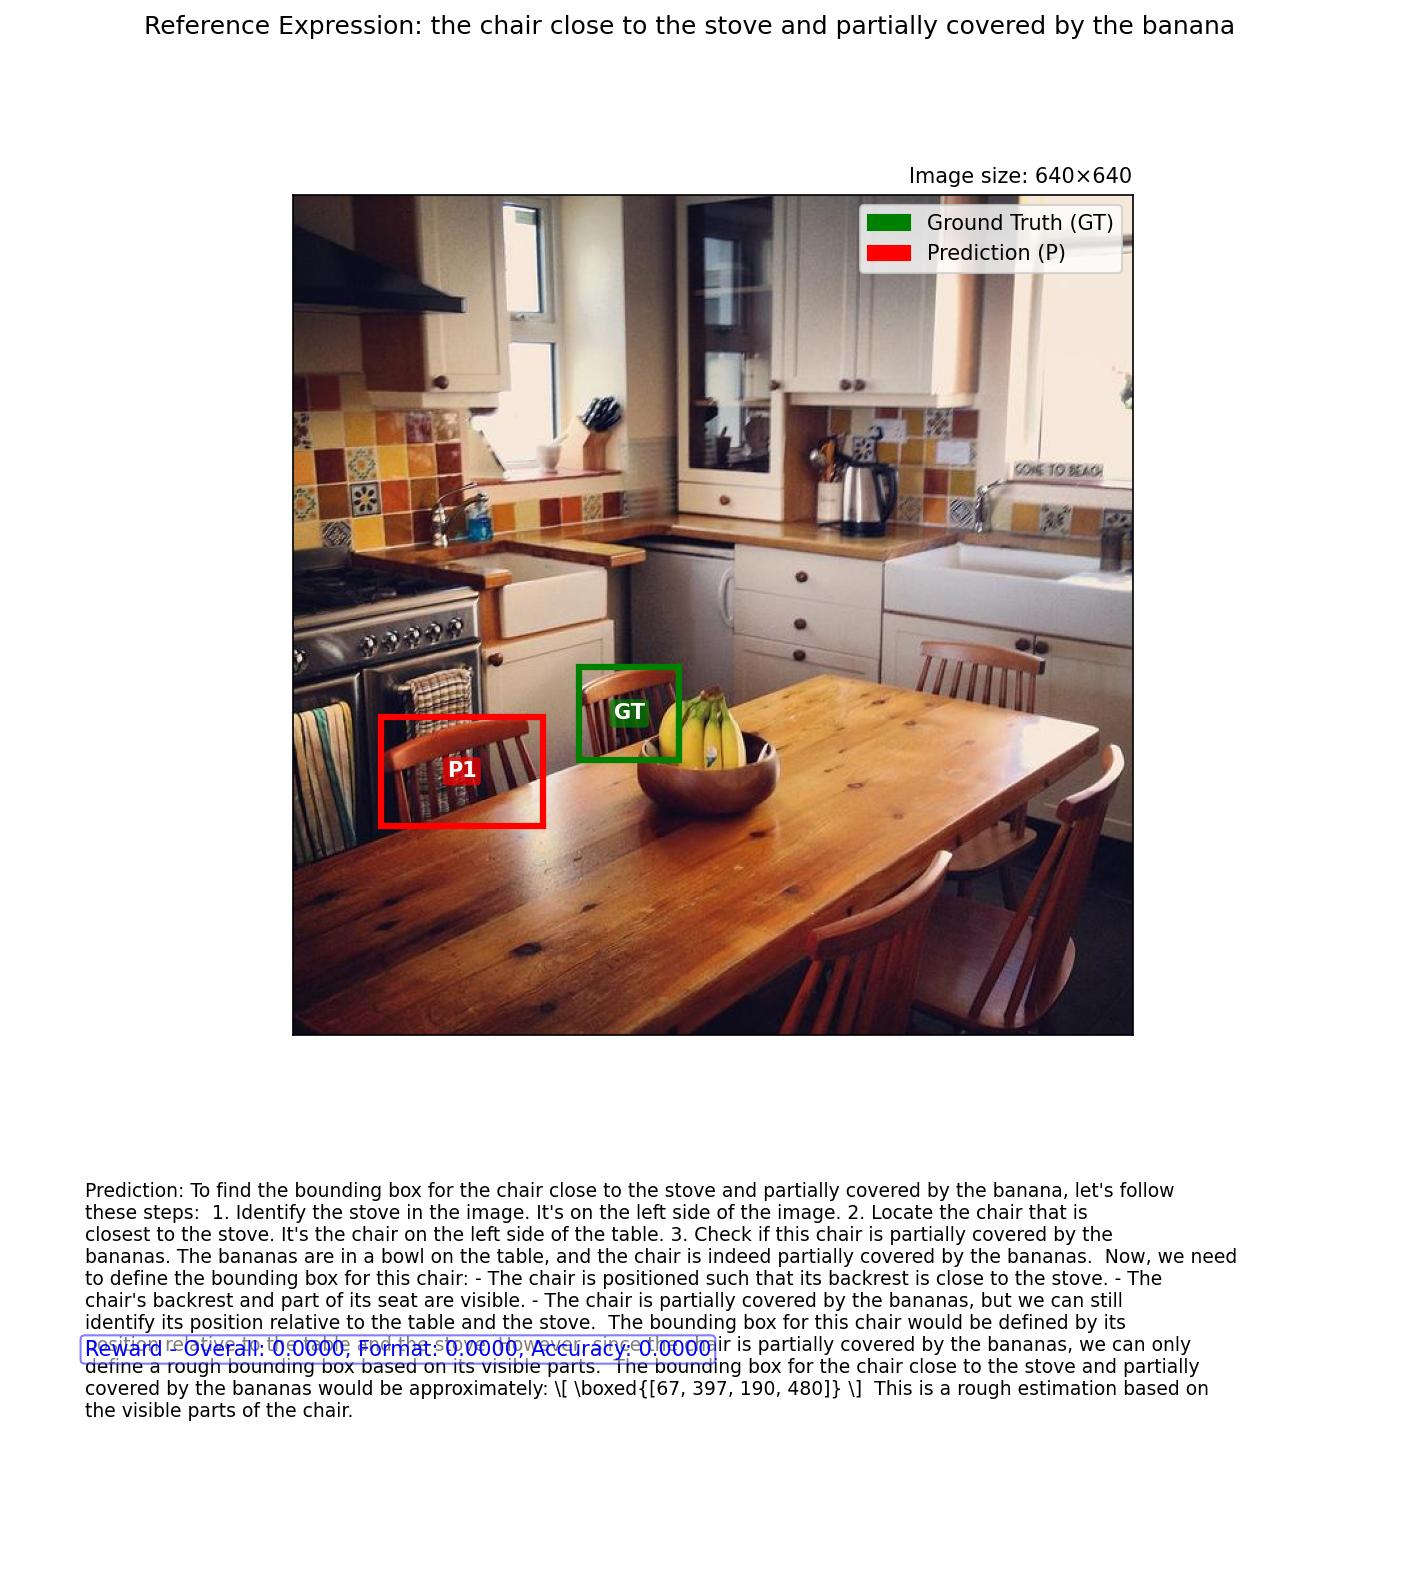 Reference Expression: the chair close to the stove and partially covered by the banana
Image size: 640×640
Ground Truth (GT)
Prediction (P)
GONE TO BEACH
GT
P1
Prediction: To find the bounding box for the chair close to the stove and partially covered by the banana, let's follow
these steps:  1. Identify the stove in the image. It's on the left side of the image. 2. Locate the chair that is
closest to the stove. It's the chair on the left side of the table. 3. Check if this chair is partially covered by the
bananas. The bananas are in a bowl on the table, and the chair is indeed partially covered by the bananas.  Now, we need
to define the bounding box for this chair: - The chair is positioned such that its backrest is close to the stove. - The
chair's backrest and part of its seat are visible. - The chair is partially covered by the bananas, but we can still
identify its position relative to the table and the stove.  The bounding box for this chair would be defined by its
position relative to the table and the stove. However, since the chair is partially covered by the bananas, we can only
Reward - Overall: 0.0000, Format: 0.0000, Accuracy: 0.0000
define a rough bounding box based on its visible parts.  The bounding box for the chair close to the stove and partially
covered by the bananas would be approximately: \[ \boxed{[67, 397, 190, 480]} \]  This is a rough estimation based on
the visible parts of the chair.